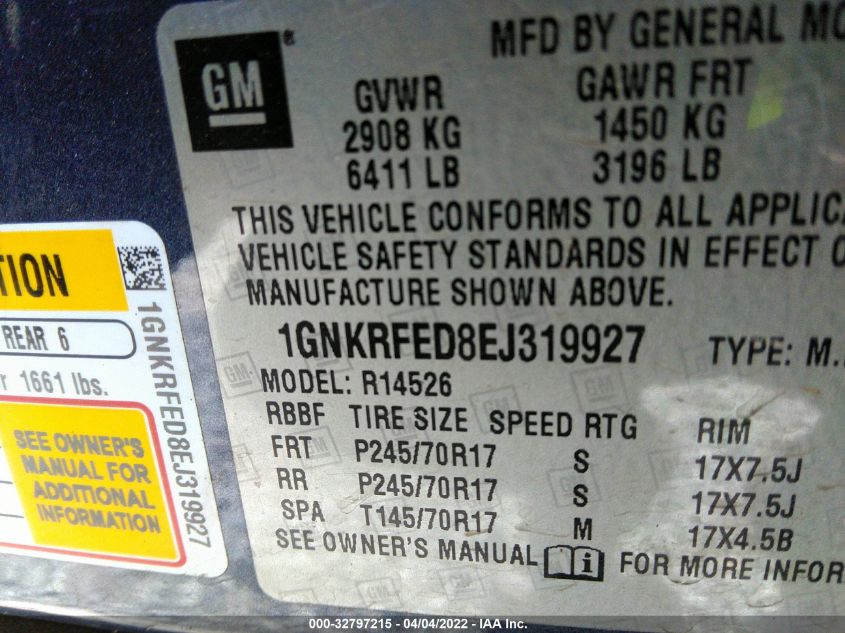 GM
®
MFD BY GENERAL MO
GVWR GAWR FRT
2908 KG 1450 KG
6411 LB 3196 LB
THIS VEHICLE CONFORMS TO ALL APPLICA
VEHICLE SAFETY STANDARDS IN EFFECT O
MANUFACTURE SHOWN ABOVE.
1GNKRFED8EJ319927 TYPE: M.
MODEL: R14526
RBBF TIRE SIZE SPEED RTG RIM
FRT P245/70R17 S 17X7.5J
RR P245/70R17 S 17X7.5J
SPA T145/70R17 M 17X4.5B
SEE OWNER'S MANUAL i FOR MORE INFOR
TION
REAR 6
r 1661 lbs.
SEE OWNER'S
MANUAL FOR
ADDITIONAL
INFORMATION
1GNKRFED8EJ319927
000-32797215 - 04/04/2022 - © IAA Inc.